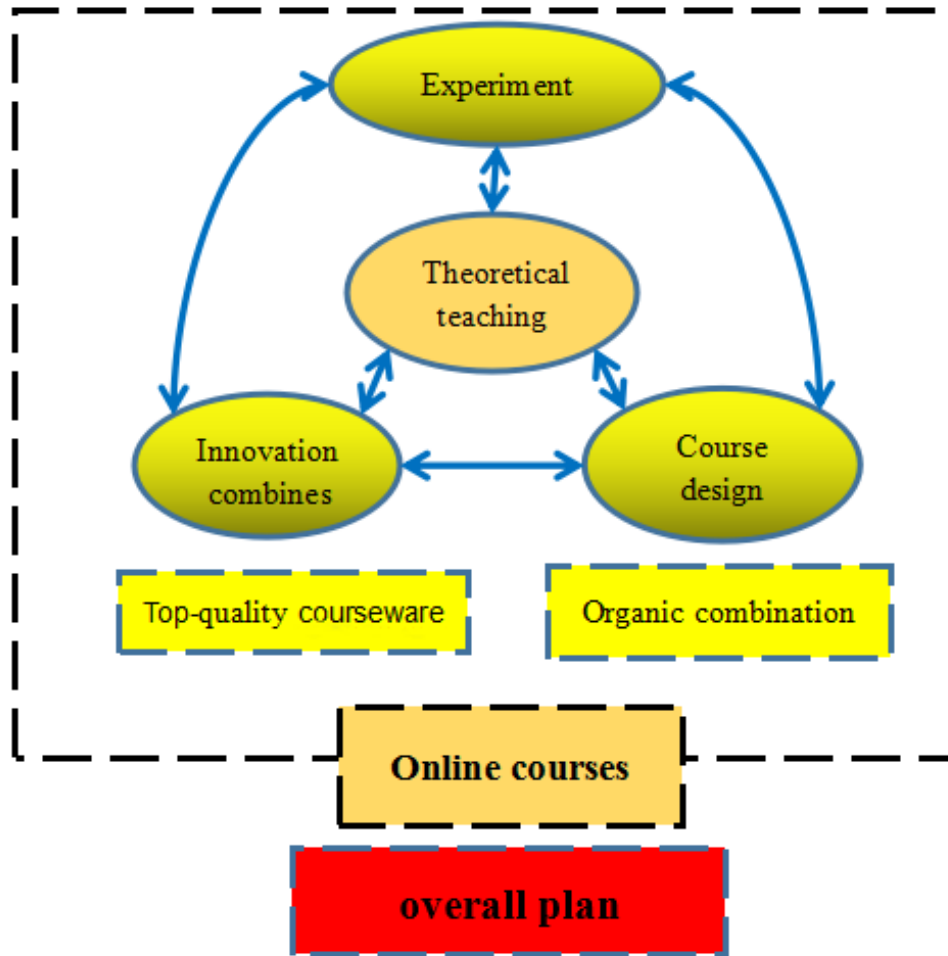 Experiment
Theoretical
teaching
Innovation
combines
Course
design
Top-quality courseware
Organic combination
Online courses
overall plan